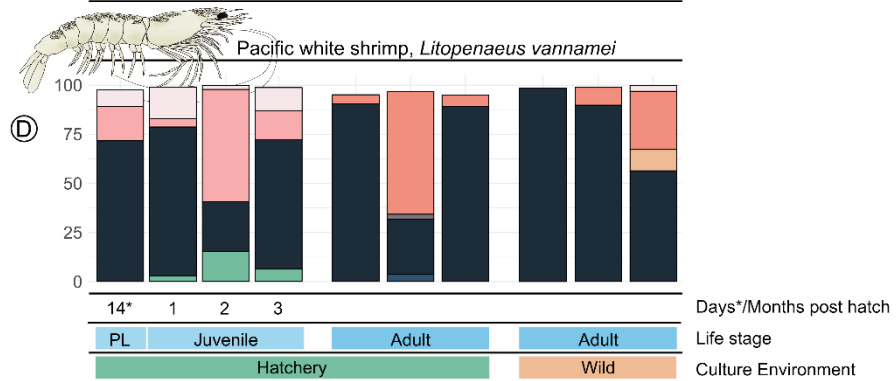 Pacific white shrimp, Litopenaeus vannamei
D
100
75
50
25
0
14* 1 2 3 Days*/Months post hatch
PL Juvenile Adult Adult Life stage
Hatchery Wild Culture Environment